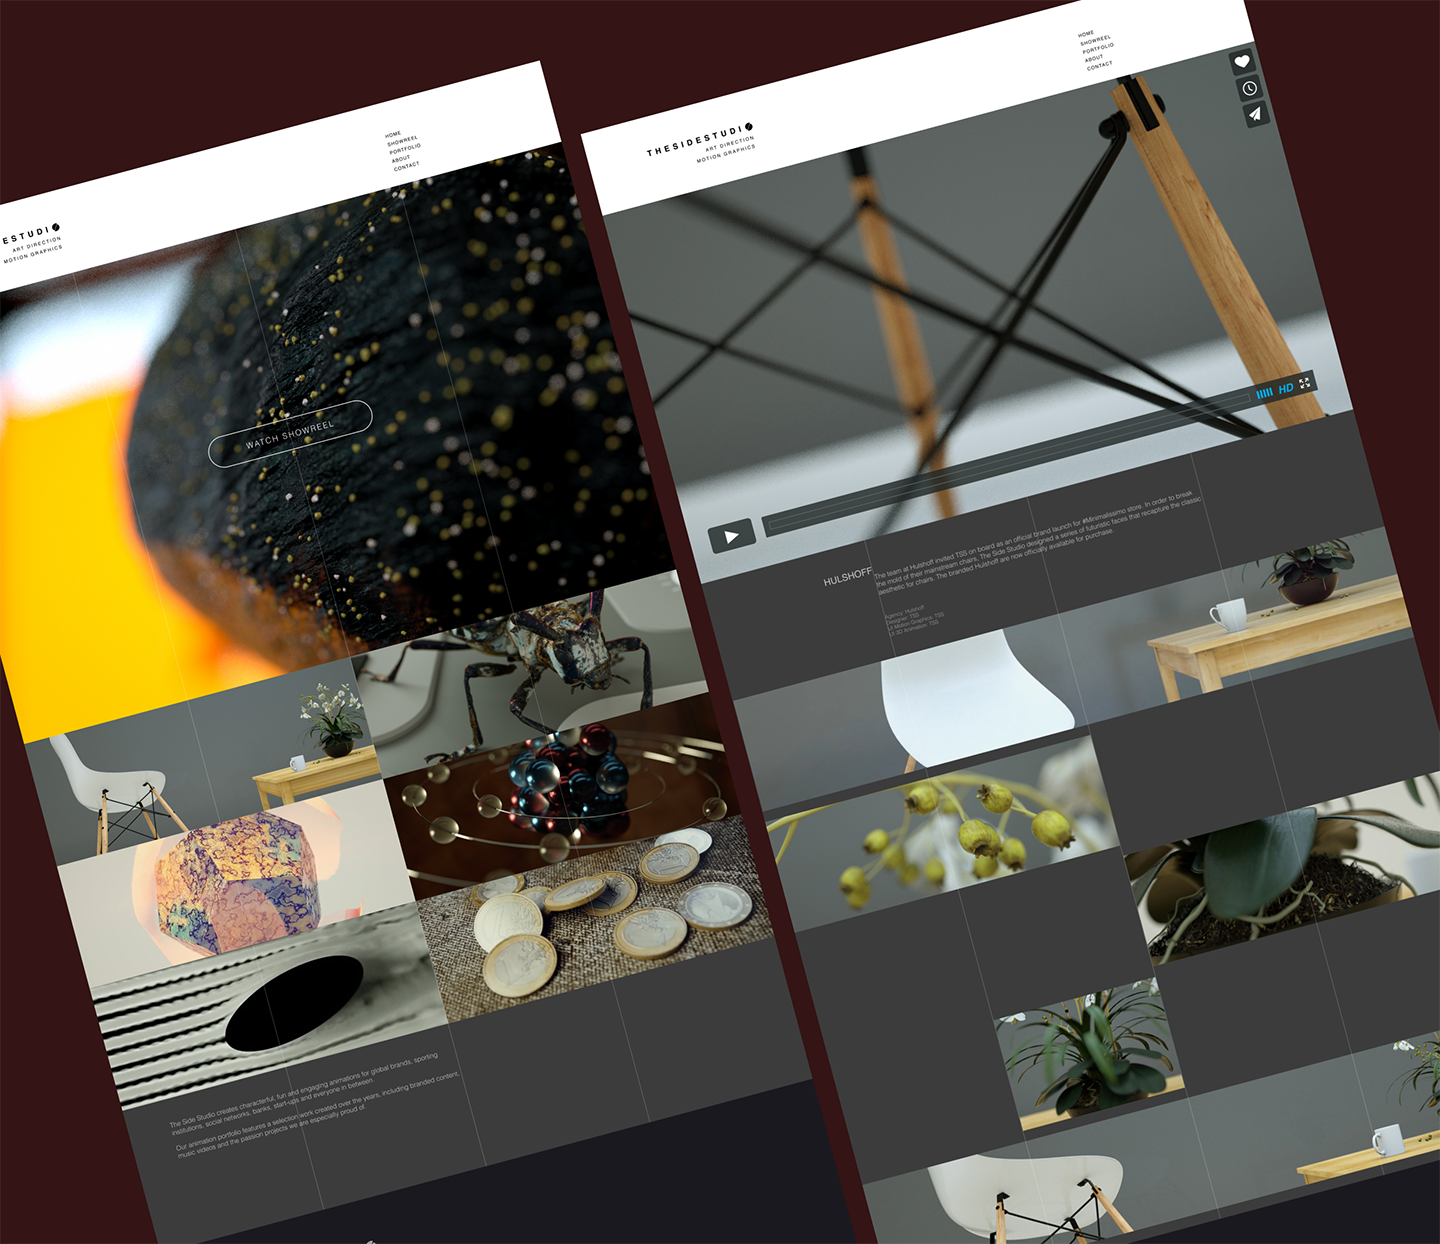 HOME
SHOWREEL
PORTFOLIO
ABOUT
CONTACT
ESTUDI
ART DIRECTION
MOTION GRAPHICS
WATCH SHOWREEL
The Side Studio creates characterful, fun and engaging animations for global brands, sporting
institutions, social networks, banks, start-ups and everyone in between.
Our animation portfolio features a selection work created over the years, including branded content,
music videos and the passion projects we are especially proud of.
HOME
SHOWREEL
PORTFOLIO
ABOUT
CONTACT
THESIDESTUDI
ART DIRECTION
MOTION GRAPHICS
HD
HULSHOFF
The team at Hulshoff invited TSS on board as an official brand launch for #Minimalissimo store. In order to break
the mold of their mainstream chairs, The Side Studio designed a series of futuristic faces that recapture the classic
aesthetic for chairs. The branded Hulshoff are now officially available for purchase.
Agency: Hulshoff
Designer: TSS
UI Motion Graphics: TSS
UI 3D Animation: TSS